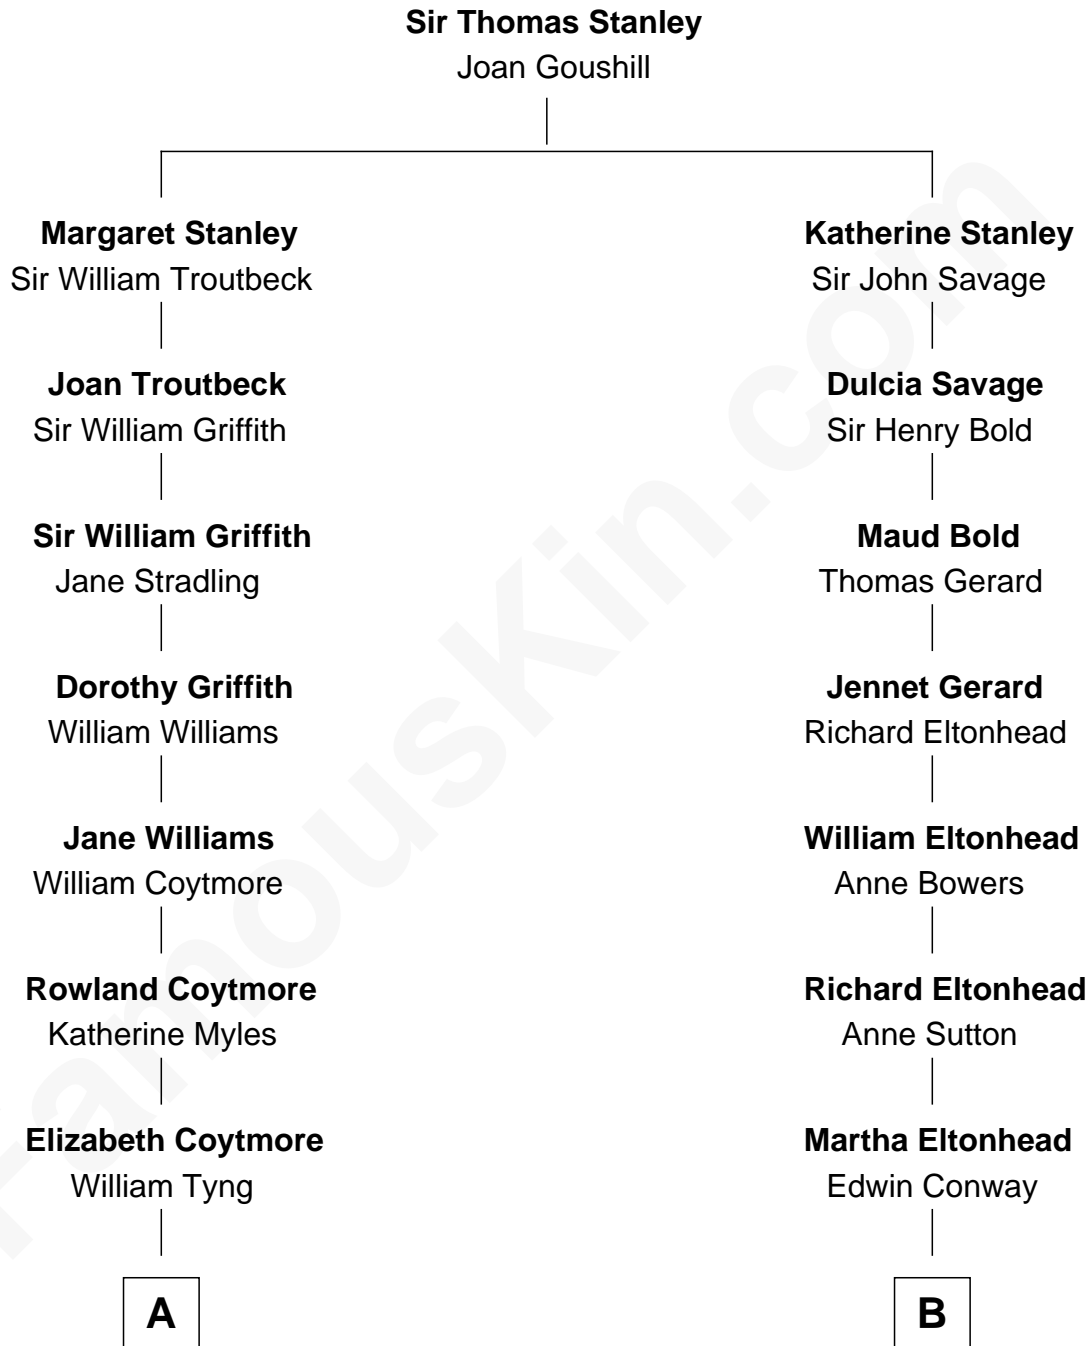 Sir Thomas Stanley
Joan Goushill
Margaret Stanley
Sir William Troutbeck
Katherine Stanley
Sir John Savage
Joan Troutbeck
Sir William Griffith
Dulcia Savage
Sir Henry Bold
Sir William Griffith
Jane Stradling
Maud Bold
Thomas Gerard
Dorothy Griffith
William Williams
Jennet Gerard
Richard Eltonhead
Jane Williams
William Coytmore
William Eltonhead
Anne Bowers
Rowland Coytmore
Katherine Myles
Richard Eltonhead
Anne Sutton
Elizabeth Coytmore
William Tyng
Martha Eltonhead
Edwin Conway
A
B
FamousKin.com